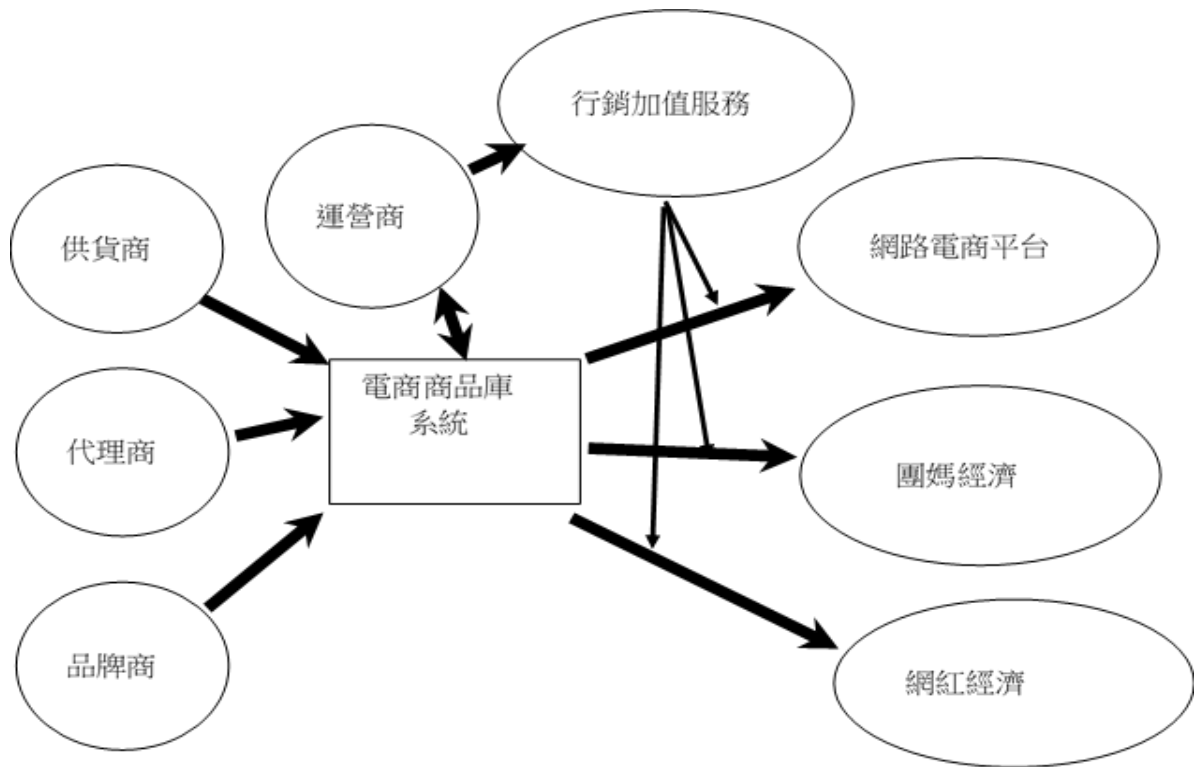 行銷加值服務
運營商
供貨商
網路電商平台
電商商品庫
系統
代理商
團媽經濟
品牌商
網紅經濟